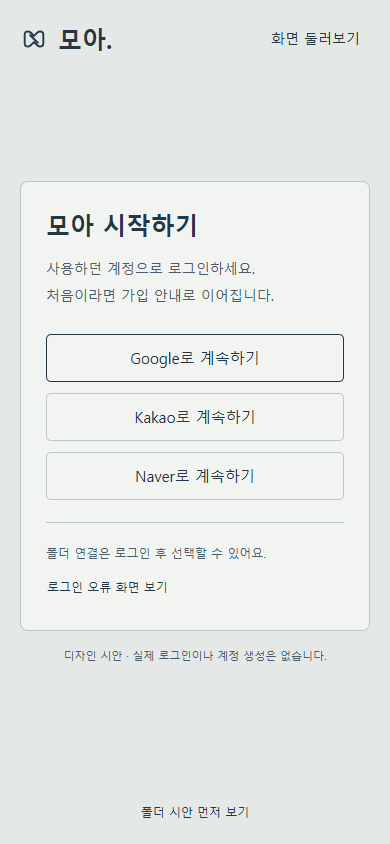 모아.
화면 둘러보기
모아 시작하기
사용하던 계정으로 로그인하세요.
처음이라면 가입 안내로 이어집니다.
Google로 계속하기
Kakao로 계속하기
Naver로 계속하기
폴더 연결은 로그인 후 선택할 수 있어요.
로그인 오류 화면 보기
디자인 시안 · 실제 로그인이나 계정 생성은 없습니다.
폴더 시안 먼저 보기